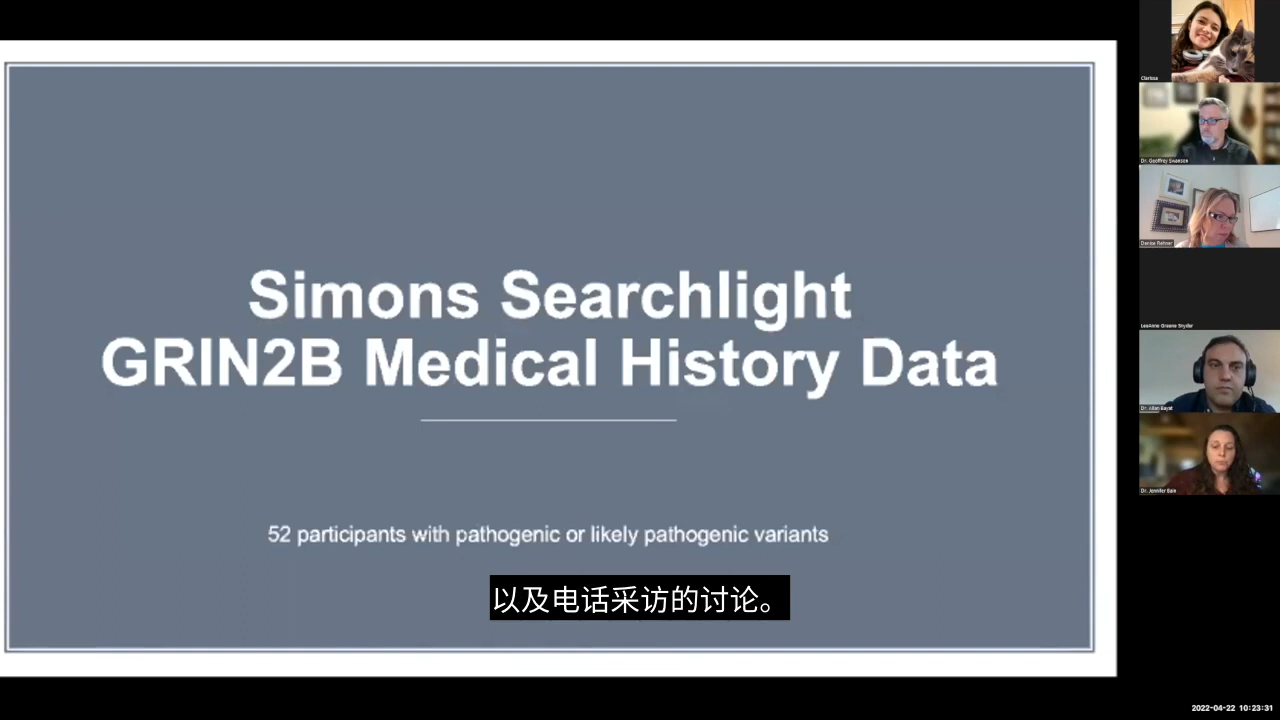 Simons Searchlight
GRIN2B Medical History Data
52 participants with pathogenic or likely pathogenic variants
以及电话采访的讨论。
Clarissa
Dr. Geoffrey Swanson
Denise Rehner
LeeAnne Greene Snyder
Dr. Allan Bayat
Dr. Jennifer Bain
2022-04-22 10:23:31